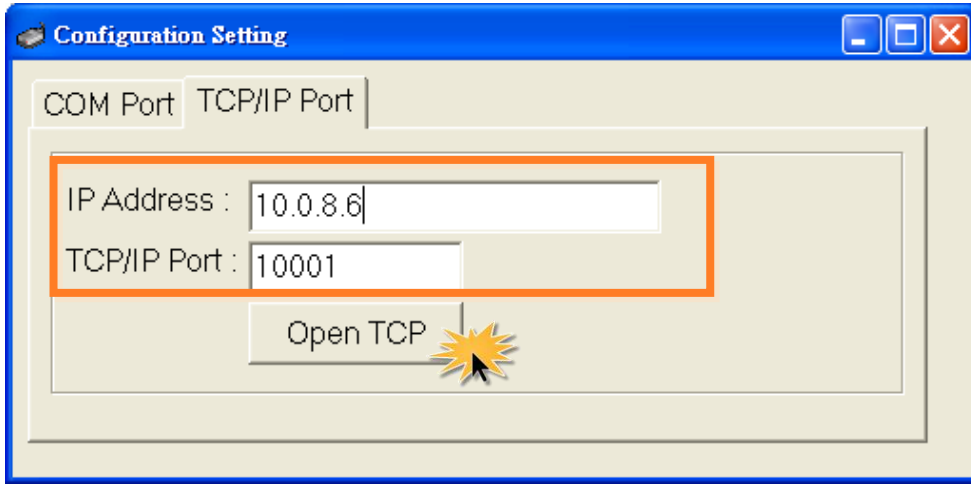 Configuration Setting
COM Port TCP/IP Port
IP Address : 10.0.8.6
TCP/IP Port : 10001
Open TCP